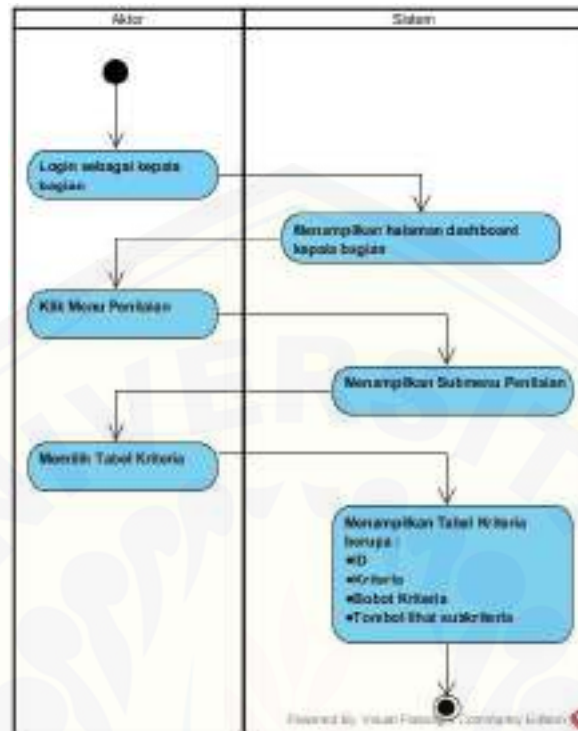 Aktor
Sistem
Login sebagai kepala
bagian
Menampilkan halaman dashboard
kepala bagian
Klik Menu Penilaian
Menampilkan Submenu Penilaian
Memilih Tabel Kriteria
Menampilkan Tabel Kriteria
berupa :
•ID
•Kriteria
•Bobot Kriteria
•Tombol lihat subkriteria
Powered By Visual Paradigm Community Edition
UNIVERSIT